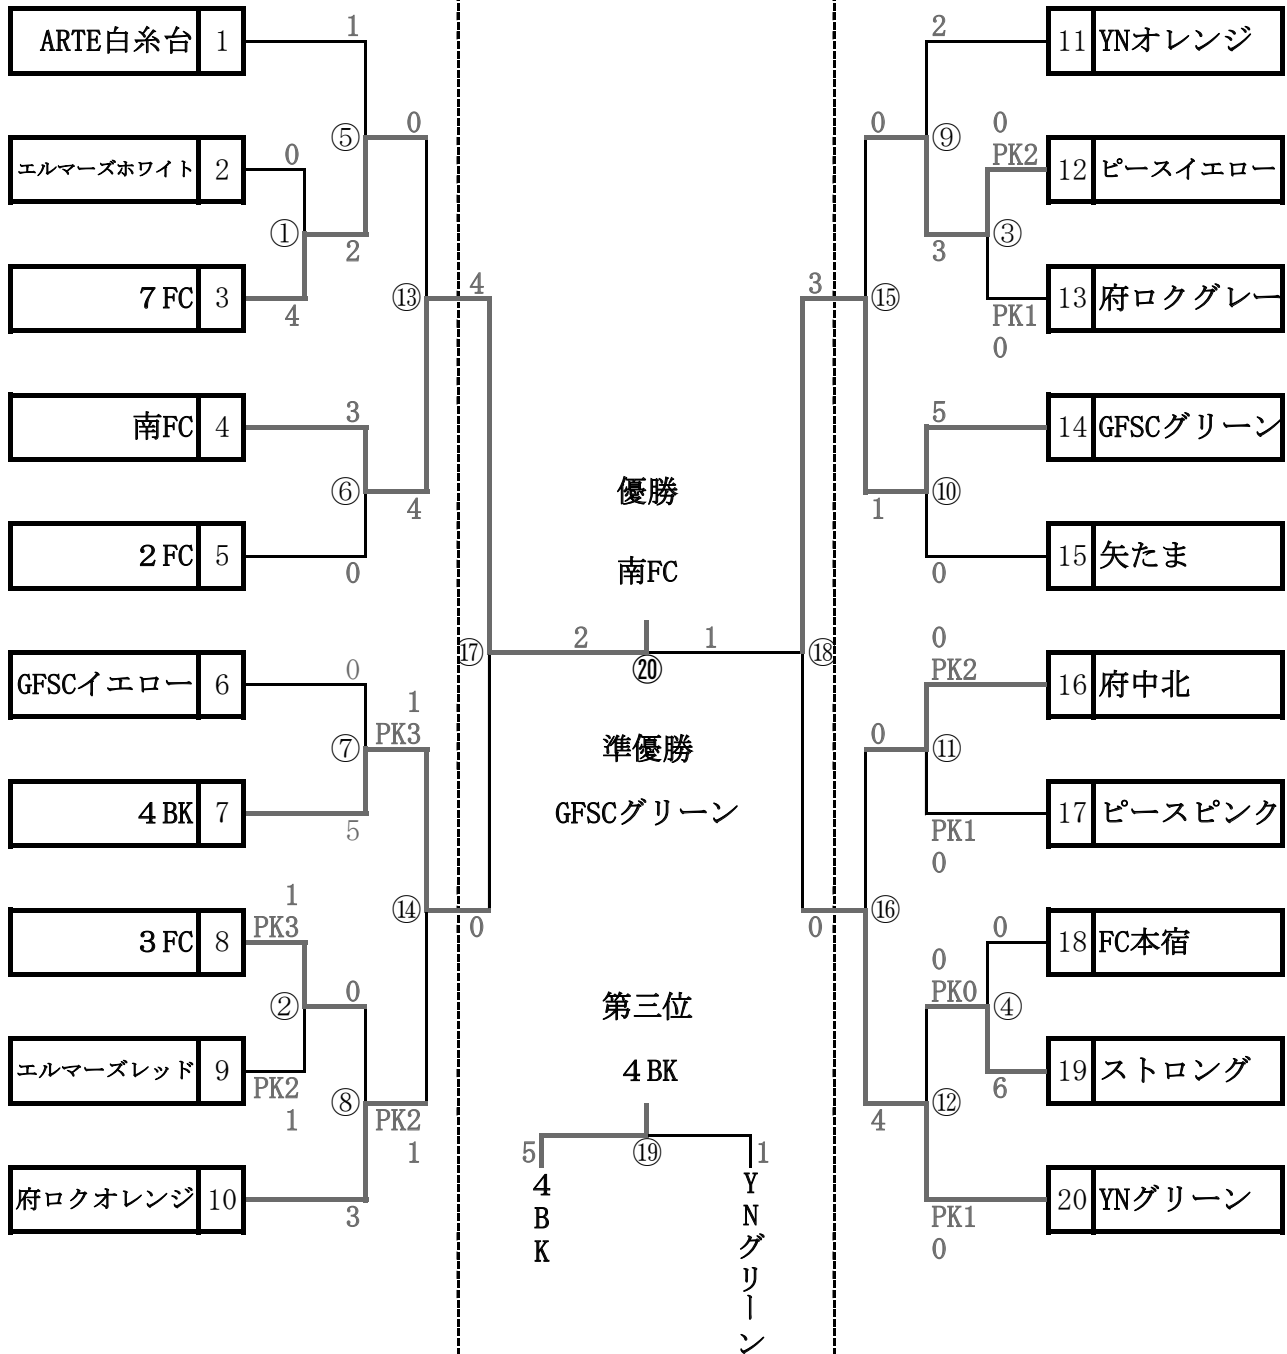 ARTE白糸台 1
1
エルマーズホワイト 2
0
⑤
0
①
2
7FC 3
4
⑬
4
南FC 4
3
⑥
4
2FC 5
0
GFSCイエロー 6
0
1
PK3
⑦
4BK 7
5
1
PK3
3FC 8
⑭
0
②
0
エルマーズレッド 9
PK2
1
⑧
PK2
1
府ロクオレンジ 10
3
優勝
南FC
⑰
2
1
⑳
⑱
準優勝
GFSCグリーン
第三位
4BK
5
⑲
1
4BK
YNグリーン
2
11 YNオレンジ
0
⑨
0
PK2
12 ピースイエロー
3
③
3
⑮
PK1
0
13 府ロクグレー
5
14 GFSCグリーン
1
⑩
0
15 矢たま
0
PK2
16 府中北
0
⑪
PK1
0
17 ピースピンク
0
⑯
0
18 FC本宿
0
PK0
④
6
19 ストロング
4
⑫
PK1
0
20 YNグリーン